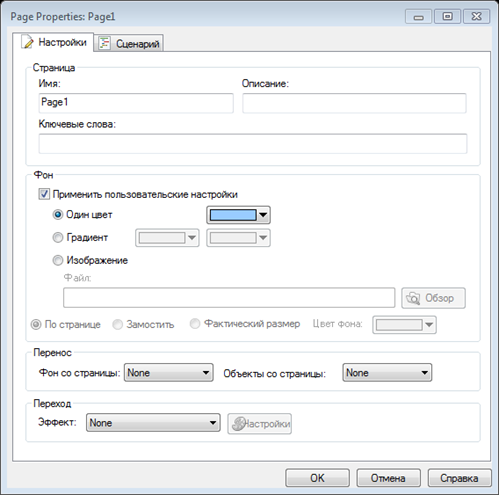 Page Properties: Page1
Настройки Сценарий
Страница
Имя: Описание:
Page1
Ключевые слова:
Фон
Применить пользовательские настройки
Один цвет
Градиент
Изображение
Файл:
Обзор
По странице Замостить Фактический размер Цвет фона:
Перенос
Фон со страницы: None Объекты со страницы: None
Переход
Эффект: None Настройки
OK Отмена Справка